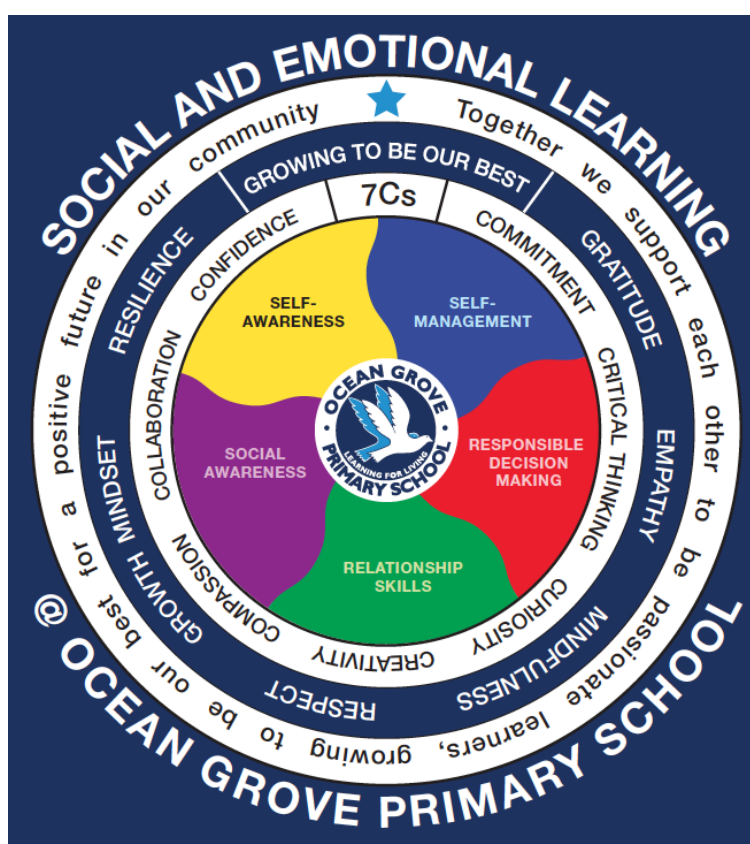 SOCIAL AND EMOTIONAL LEARNING
@ OCEAN GROVE PRIMARY SCHOOL
Together we support each other to be passionate learners, growing to be our best for a positive future in our community
GROWING TO BE OUR BEST
GRATITUDE
EMPATHY
MINDFULNESS
RESPECT
GROWTH MINDSET
RESILIENCE
7Cs
COMMITMENT
CRITICAL THINKING
CURIOSITY
CREATIVITY
COMPASSION
COLLABORATION
CONFIDENCE
SELF-
AWARENESS
SELF-
MANAGEMENT
RESPONSIBLE
DECISION
MAKING
RELATIONSHIP
SKILLS
SOCIAL
AWARENESS
OCEAN GROVE
PRIMARY SCHOOL
LEARNING FOR LIVING